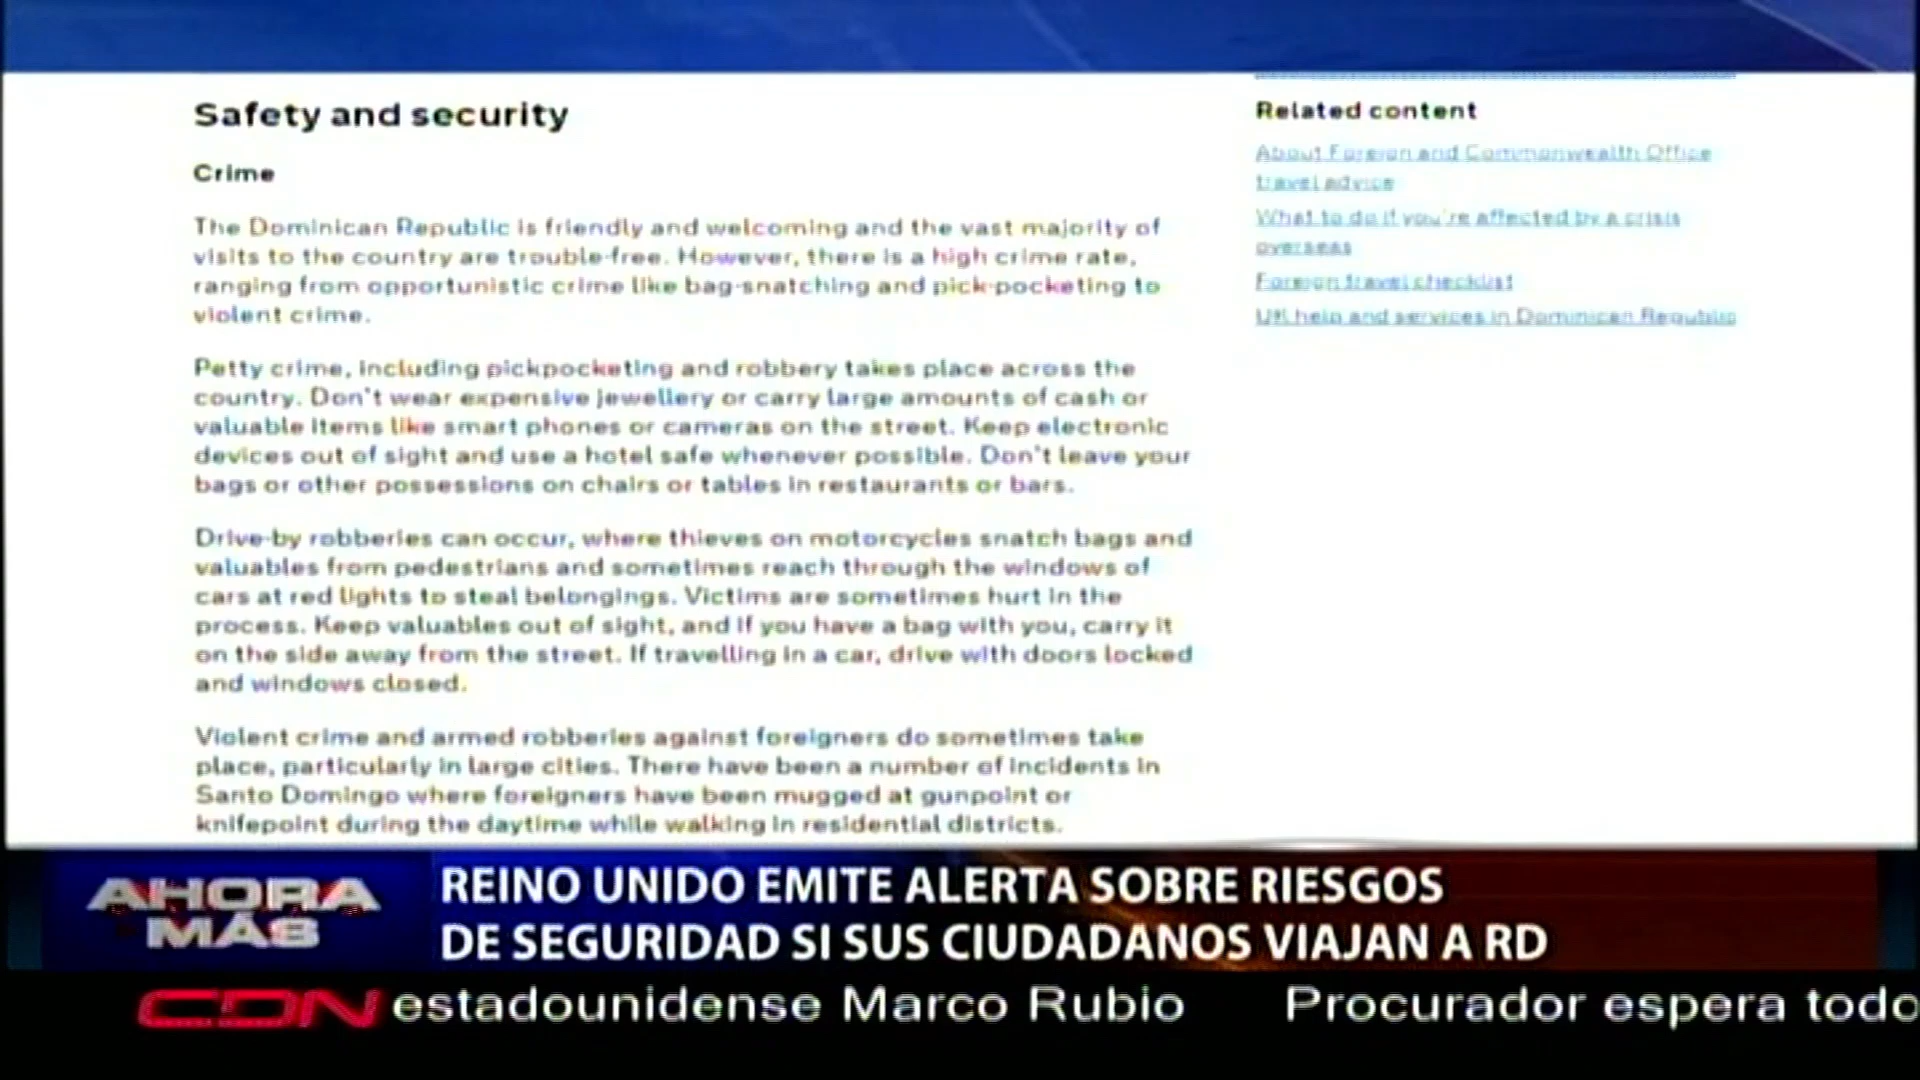 Safety and security
Crime
The Dominican Republic is friendly and welcoming and the vast majority of
visits to the country are trouble-free. However, there is a high crime rate,
ranging from opportunistic crime like bag-snatching and pick-pocketing to
violent crime.
Petty crime, including pickpocketing and robbery takes place across the
country. Don't wear expensive jewellery or carry large amounts of cash or
valuable items like smart phones or cameras on the street. Keep electronic
devices out of sight and use a hotel safe whenever possible. Don't leave your
bags or other possessions on chairs or tables in restaurants or bars.
Drive-by robberies can occur, where thieves on motorcycles snatch bags and
valuables from pedestrians and sometimes reach through the windows of
cars at red lights to steal belongings. Victims are sometimes hurt in the
process. Keep valuables out of sight, and if you have a bag with you, carry it
on the side away from the street. If travelling in a car, drive with doors locked
and windows closed.
Violent crime and armed robberies against foreigners do sometimes take
place, particularly in large cities. There have been a number of incidents in
Santo Domingo where foreigners have been mugged at gunpoint or
knifepoint during the daytime while walking in residential districts.
Related content
About Foreign and Commonwealth Office
travel advice
What to do if you're affected by a crisis
overseas
Foreign travel checklist
UK help and services in Dominican Republic
AHORA
MÁS
REINO UNIDO EMITE ALERTA SOBRE RIESGOS
DE SEGURIDAD SI SUS CIUDADANOS VIAJAN A RD
CDN estadounidense Marco Rubio Procurador espera todo